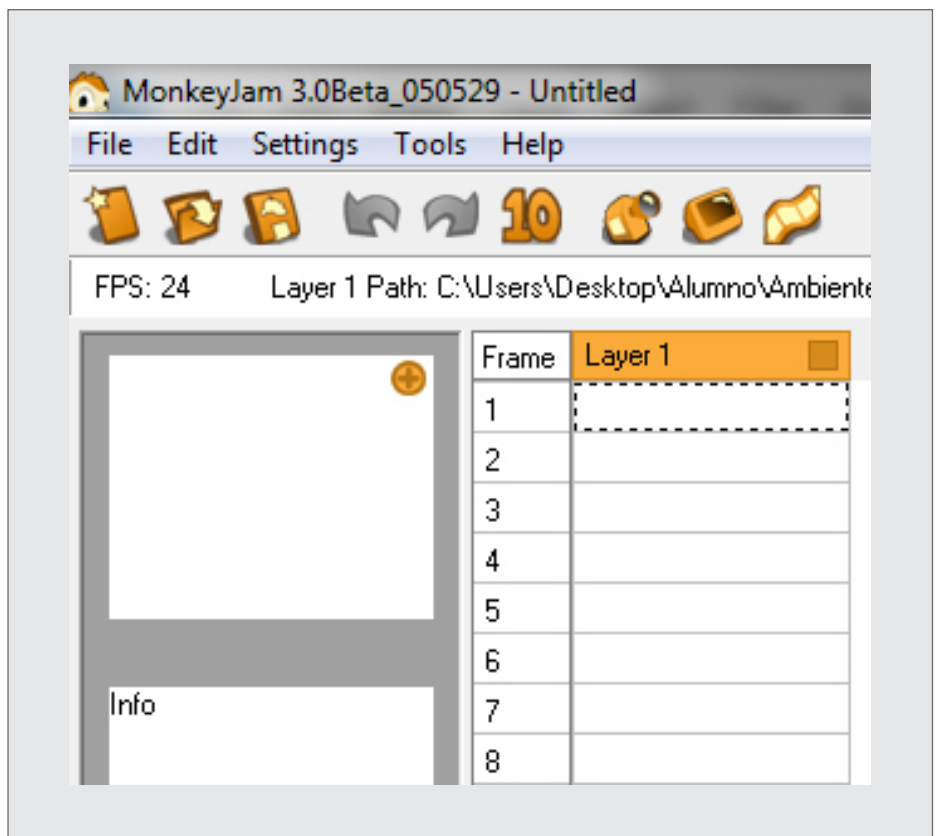 MonkeyJam 3.0Beta_050529 - Untitled
File Edit Settings Tools Help
10
FPS: 24 Layer 1 Path: C:\Users\Desktop\Alumno\Ambiente
Frame Layer 1
1
2
3
4
5
6
7
8
Info